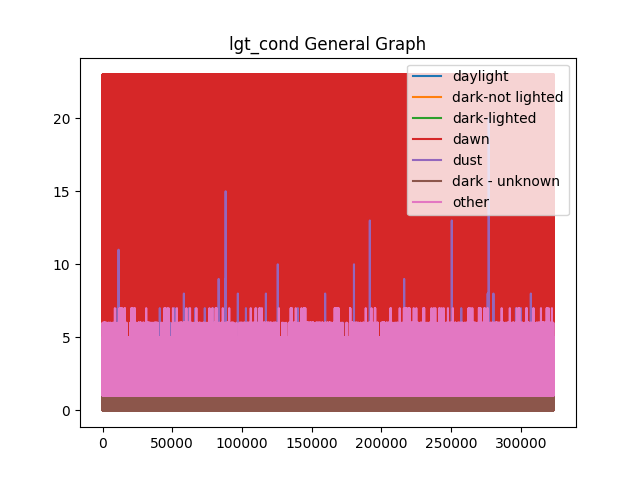 lgt_cond General Graph
daylight
dark-not lighted
dark-lighted
dawn
dust
dark - unknown
other
20
15
10
5
0
0 50000 100000 150000 200000 250000 300000